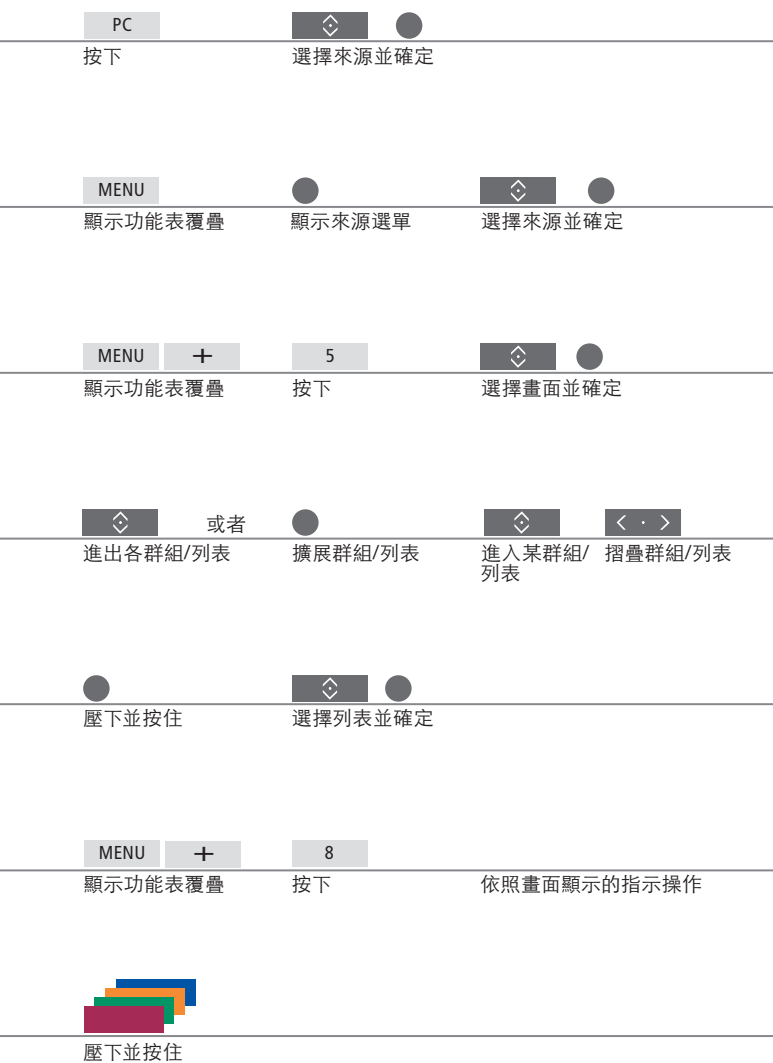 PC
按下 選擇來源並確定
MENU
顯示功能表覆疊 顯示來源選單 選擇來源並確定
MENU + 5
顯示功能表覆疊 按下 選擇畫面並確定
或者
進出各群組/列表 擴展群組/列表 進入某群組/ 摺疊群組/列表
列表
壓下並按住 選擇列表並確定
MENU + 8
顯示功能表覆疊 按下 依照畫面顯示的指示操作
壓下並按住